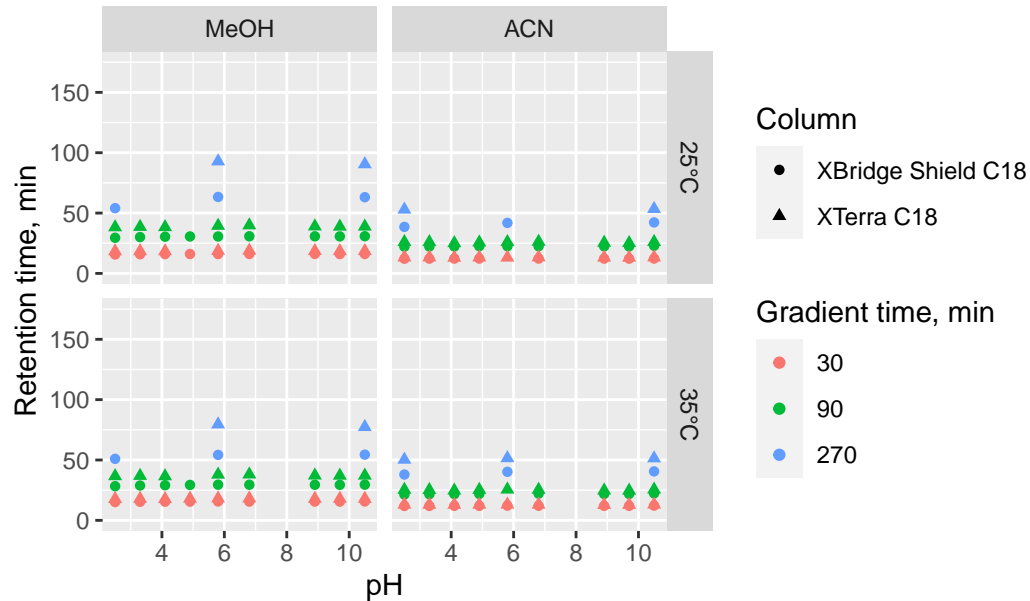 MeOH
ACN
150
100
50
0
25°C
150
100
50
0
35°C
4
6
8
10
4
6
8
10
pH
Retention time, min
Column
XBridge Shield C18
XTerra C18
Gradient time, min
30
90
270